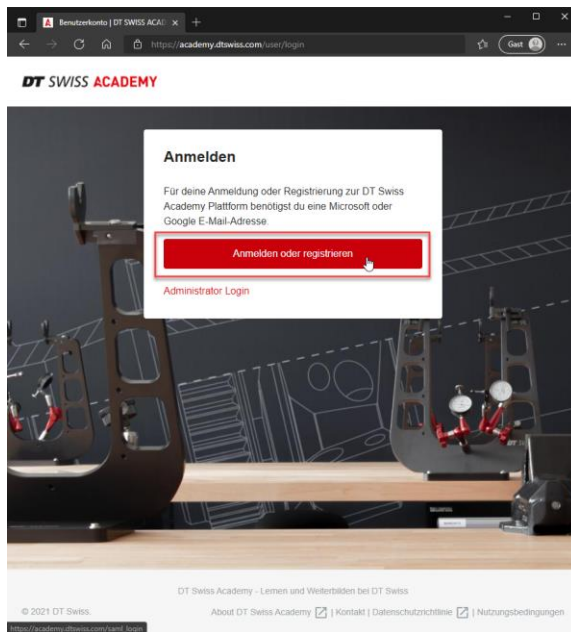 Benutzerkonto | DT SWISS ACAD
https://academy.dtswiss.com/user/login
Gast
DT SWISS ACADEMY
Anmelden
Für deine Anmeldung oder Registrierung zur DT Swiss
Academy Plattform benötigst du eine Microsoft oder
Google E-Mail-Adresse.
Anmelden oder registrieren
Administrator Login
DT Swiss Academy - Lernen und Weiterbilden bei DT Swiss
© 2021 DT Swiss.
About DT Swiss Academy | Kontakt | Datenschutzrichtlinie | Nutzungsbedingungen
https://academy.dtswiss.com/saml_login